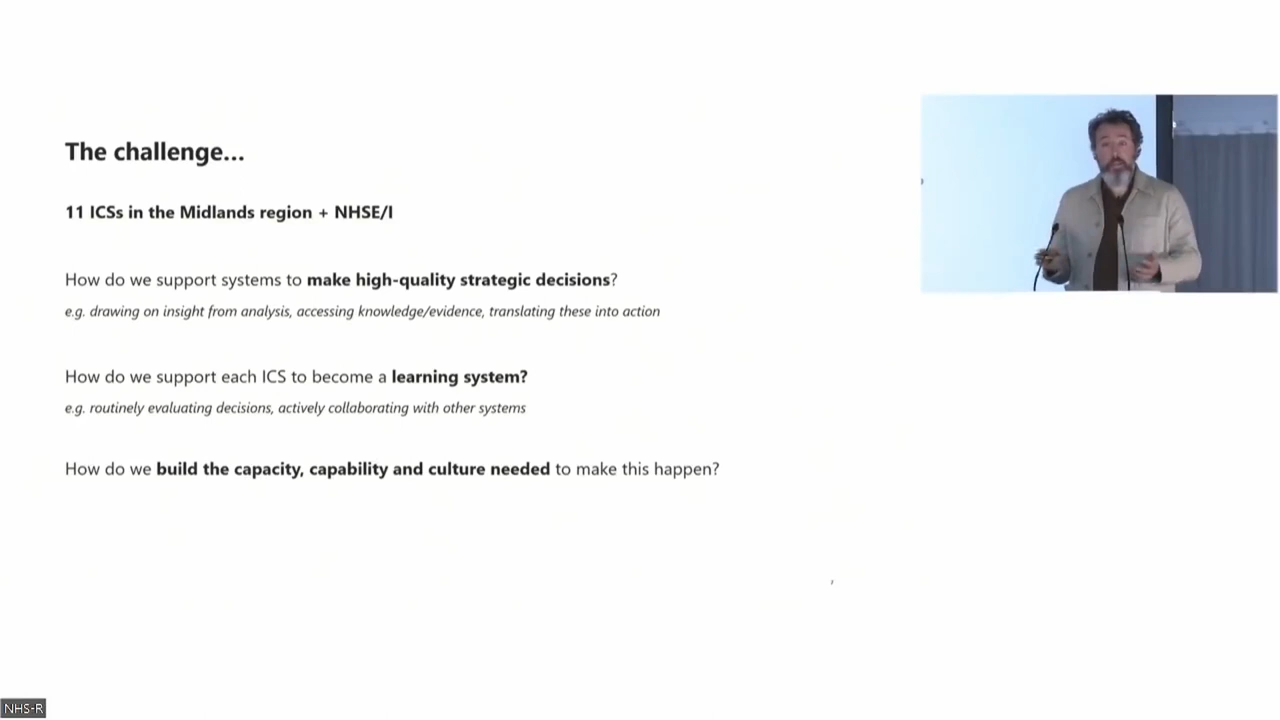 The challenge...
11 ICSs in the Midlands region + NHSE/I
How do we support systems to make high-quality strategic decisions?
e.g. drawing on insight from analysis, accessing knowledge/evidence, translating these into action
How do we support each ICS to become a learning system?
e.g. routinely evaluating decisions, actively collaborating with other systems
How do we build the capacity, capability and culture needed to make this happen?
NHS-R